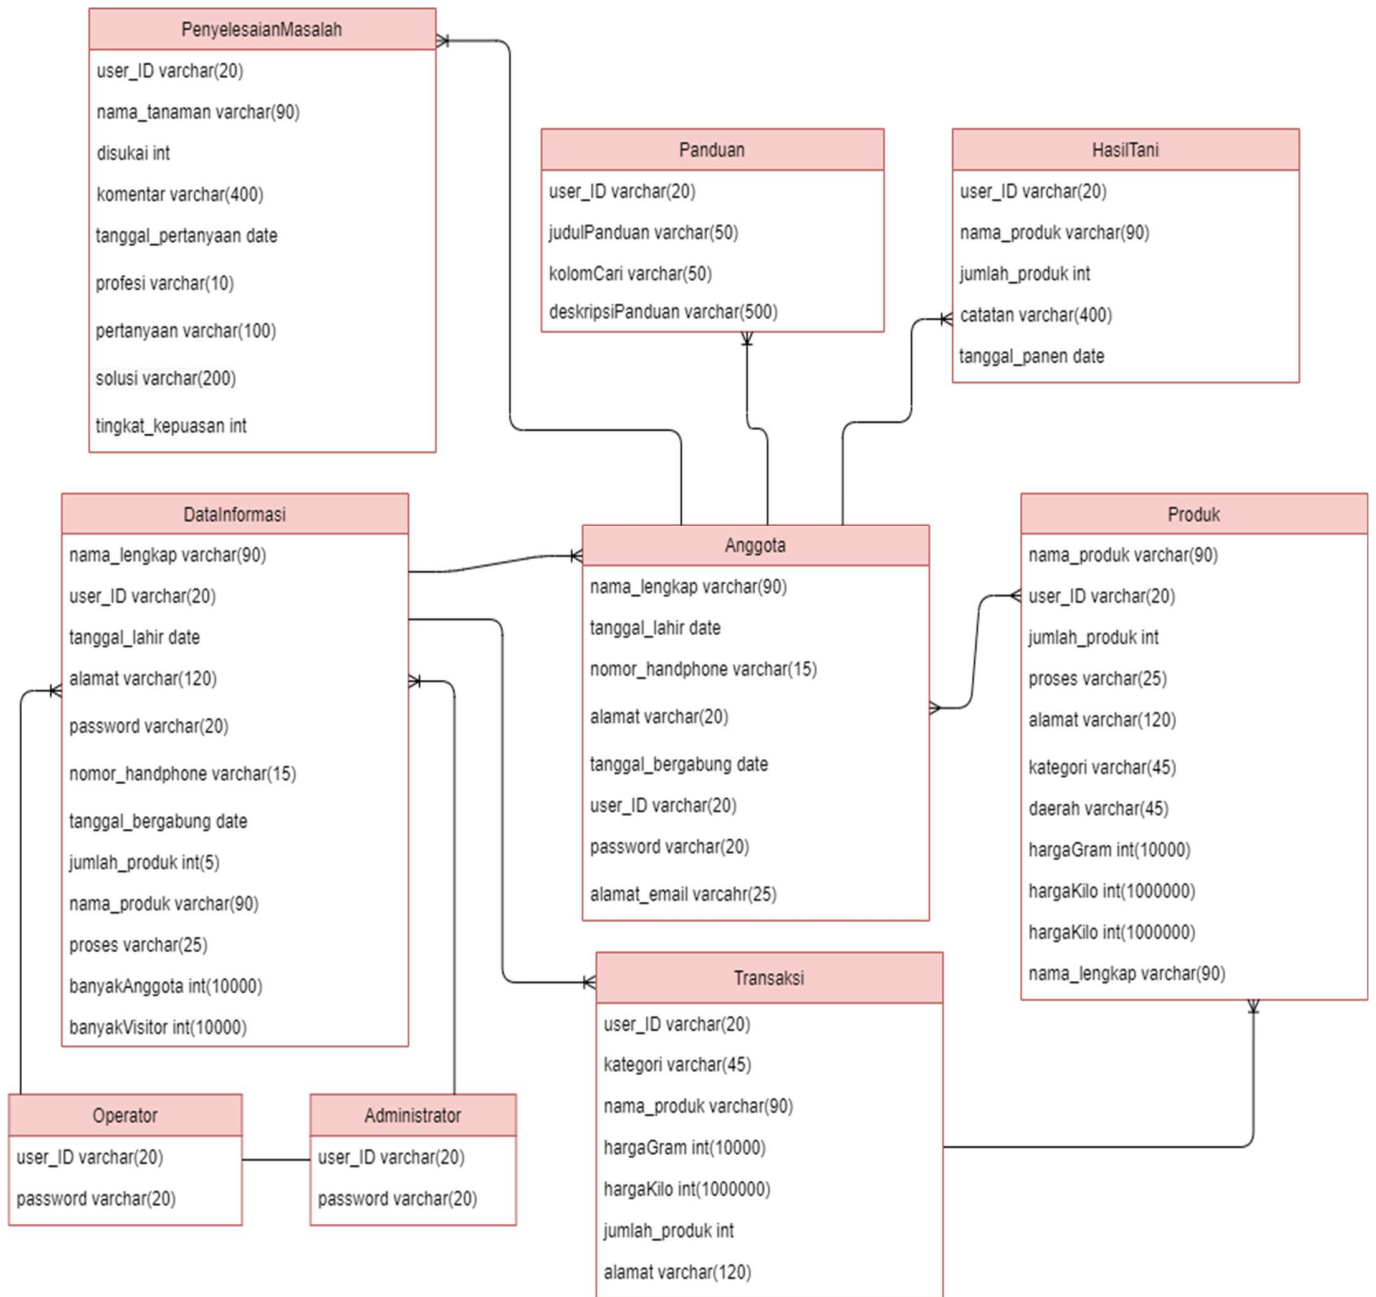 PenyelesaianMasalah
user_ID varchar(20)
nama_tanaman varchar(90)
disukai int
komentar varchar(400)
tanggal_pertanyaan date
profesi varchar(10)
pertanyaan varchar(100)
solusi varchar(200)
tingkat_kepuasan int
Panduan
user_ID varchar(20)
judulPanduan varchar(50)
kolomCari varchar(50)
deskripsiPanduan varchar(500)
HasilTani
user_ID varchar(20)
nama_produk varchar(90)
jumlah_produk int
catatan varchar(400)
tanggal_panen date
DataInformasi
nama_lengkap varchar(90)
user_ID varchar(20)
tanggal_lahir date
alamat varchar(120)
password varchar(20)
nomor_handphone varchar(15)
tanggal_bergabung date
jumlah_produk int(5)
nama_produk varchar(90)
proses varchar(25)
banyakAnggota int(10000)
banyakVisitor int(10000)
Anggota
nama_lengkap varchar(90)
tanggal_lahir date
nomor_handphone varchar(15)
alamat varchar(20)
tanggal_bergabung date
user_ID varchar(20)
password varchar(20)
alamat_email varcahr(25)
Produk
nama_produk varchar(90)
user_ID varchar(20)
jumlah_produk int
proses varchar(25)
alamat varchar(120)
kategori varchar(45)
daerah varchar(45)
hargaGram int(10000)
hargaKilo int(1000000)
hargaKilo int(1000000)
nama_lengkap varchar(90)
Operator
user_ID varchar(20)
password varchar(20)
Administrator
user_ID varchar(20)
password varchar(20)
Transaksi
user_ID varchar(20)
kategori varchar(45)
nama_produk varchar(90)
hargaGram int(10000)
hargaKilo int(1000000)
jumlah_produk int
alamat varchar(120)